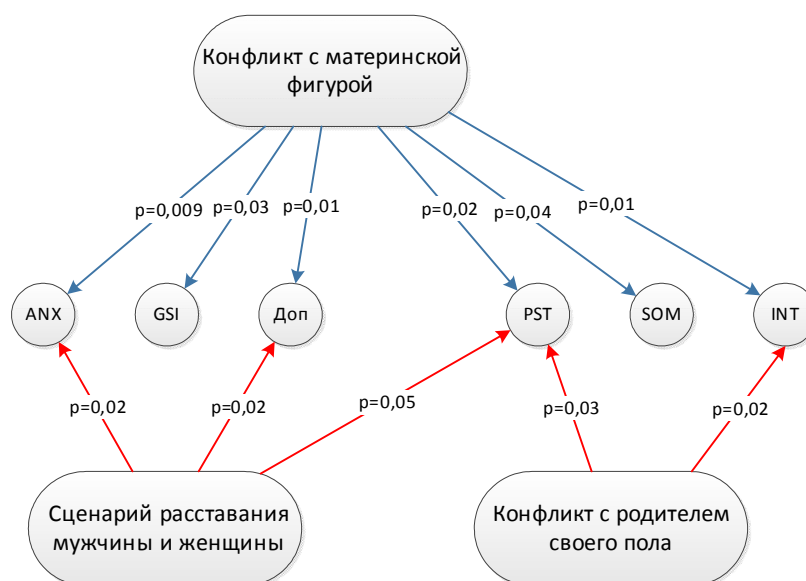 Конфликт с материнской
фигурой
p=0,009
p=0,03
p=0,01
p=0,02
p=0,04
p=0,01
ANX
GSI
Доп
PST
SOM
INT
p=0,02
p=0,02
p=0,05
p=0,03
p=0,02
Сценарий расставания
мужчины и женщины
Конфликт с родителем
своего пола